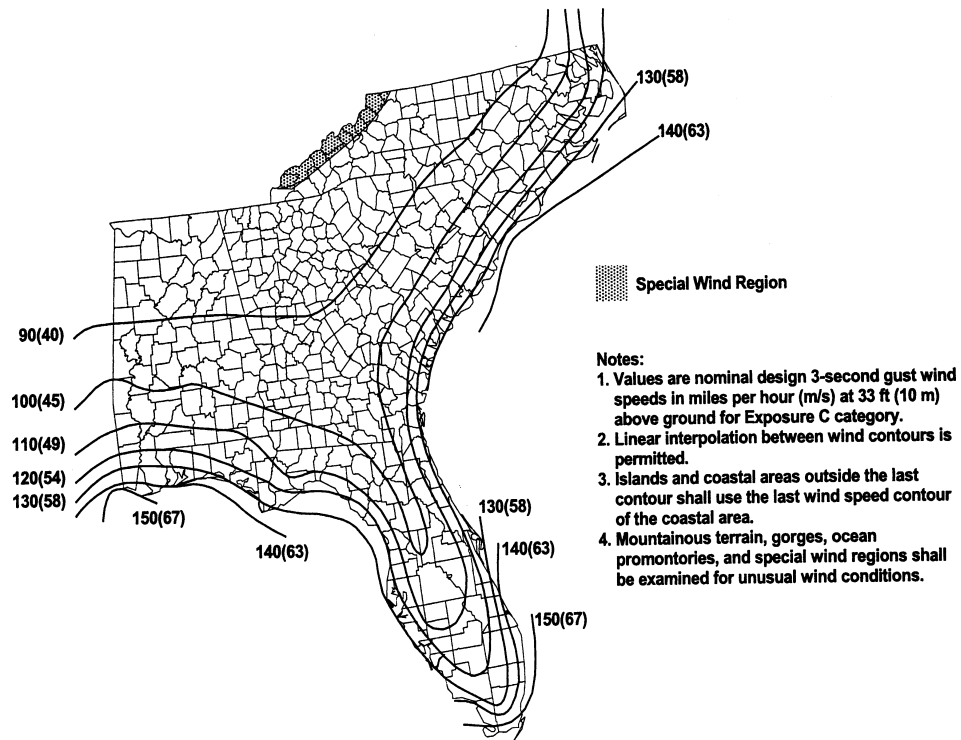 130(58)
140(63)
Special Wind Region
90(40)
100(45)
110(49)
120(54)
130(58)
150(67)
140(63)
130(58)
140(63)
150(67)
Notes:
1. Values are nominal design 3-second gust wind
speeds in miles per hour (m/s) at 33 ft (10 m)
above ground for Exposure C category.
2. Linear interpolation between wind contours is
permitted.
3. Islands and coastal areas outside the last
contour shall use the last wind speed contour
of the coastal area.
4. Mountainous terrain, gorges, ocean
promontories, and special wind regions shall
be examined for unusual wind conditions.